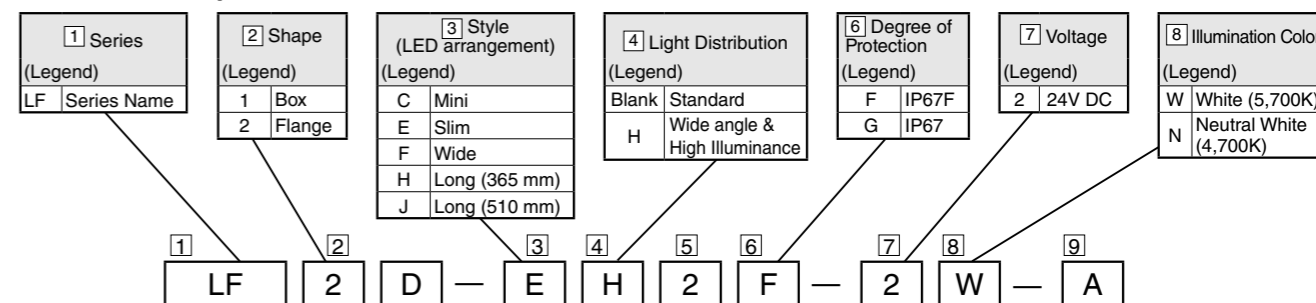 1 Series
(Legend)
LF Series Name
2 Shape
(Legend)
1 Box
2 Flange
3 Style
(LED arrangement)
(Legend)
C Mini
E Slim
F Wide
H Long (365 mm)
J Long (510 mm)
4 Light Distribution
(Legend)
Blank Standard
H Wide angle &
High Illuminance
6 Degree of
Protection
(Legend)
F IP67F
G IP67
7 Voltage
(Legend)
2 24V DC
8 Illumination Color
(Legend)
W White (5,700K)
N Neutral White
(4,700K)
1 2 3 4 5 6 7 8 9
LF 2 D — E H 2 F — 2 W — A